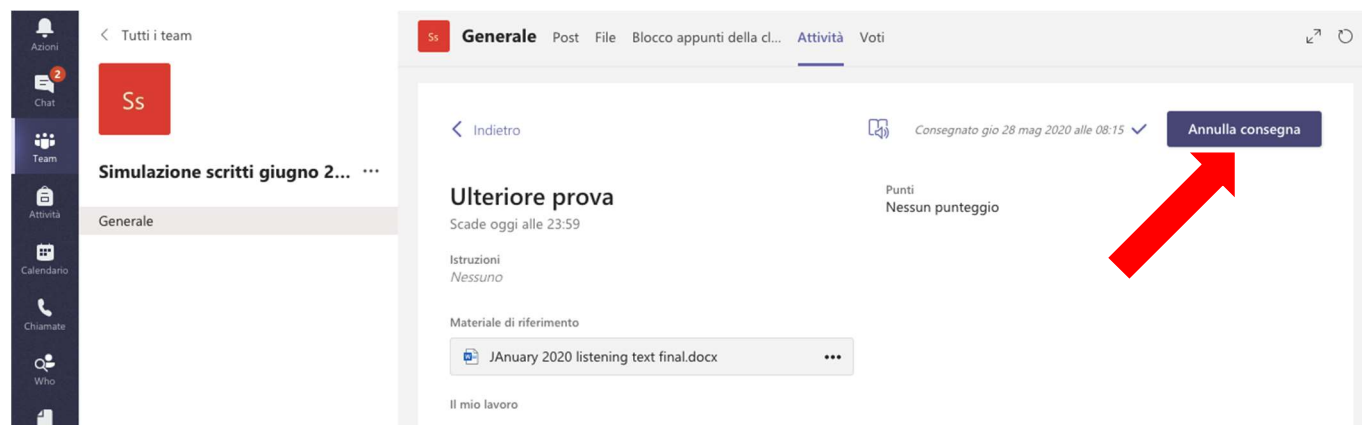 Azioni
2
Chat
Team
Attività
Calendario
Chiamate
Who
Tutti i team
Ss
Simulazione scritti giugno 2... ···
Generale
Ss Generale Post File Blocco appunti della cl... Attività Voti
Indietro
Consegnato gio 28 mag 2020 alle 08:15
Annulla consegna
Ulteriore prova
Scade oggi alle 23:59
Punti
Nessun punteggio
Istruzioni
Nessuno
Materiale di riferimento
JAnuary 2020 listening text final.docx
Il mio lavoro